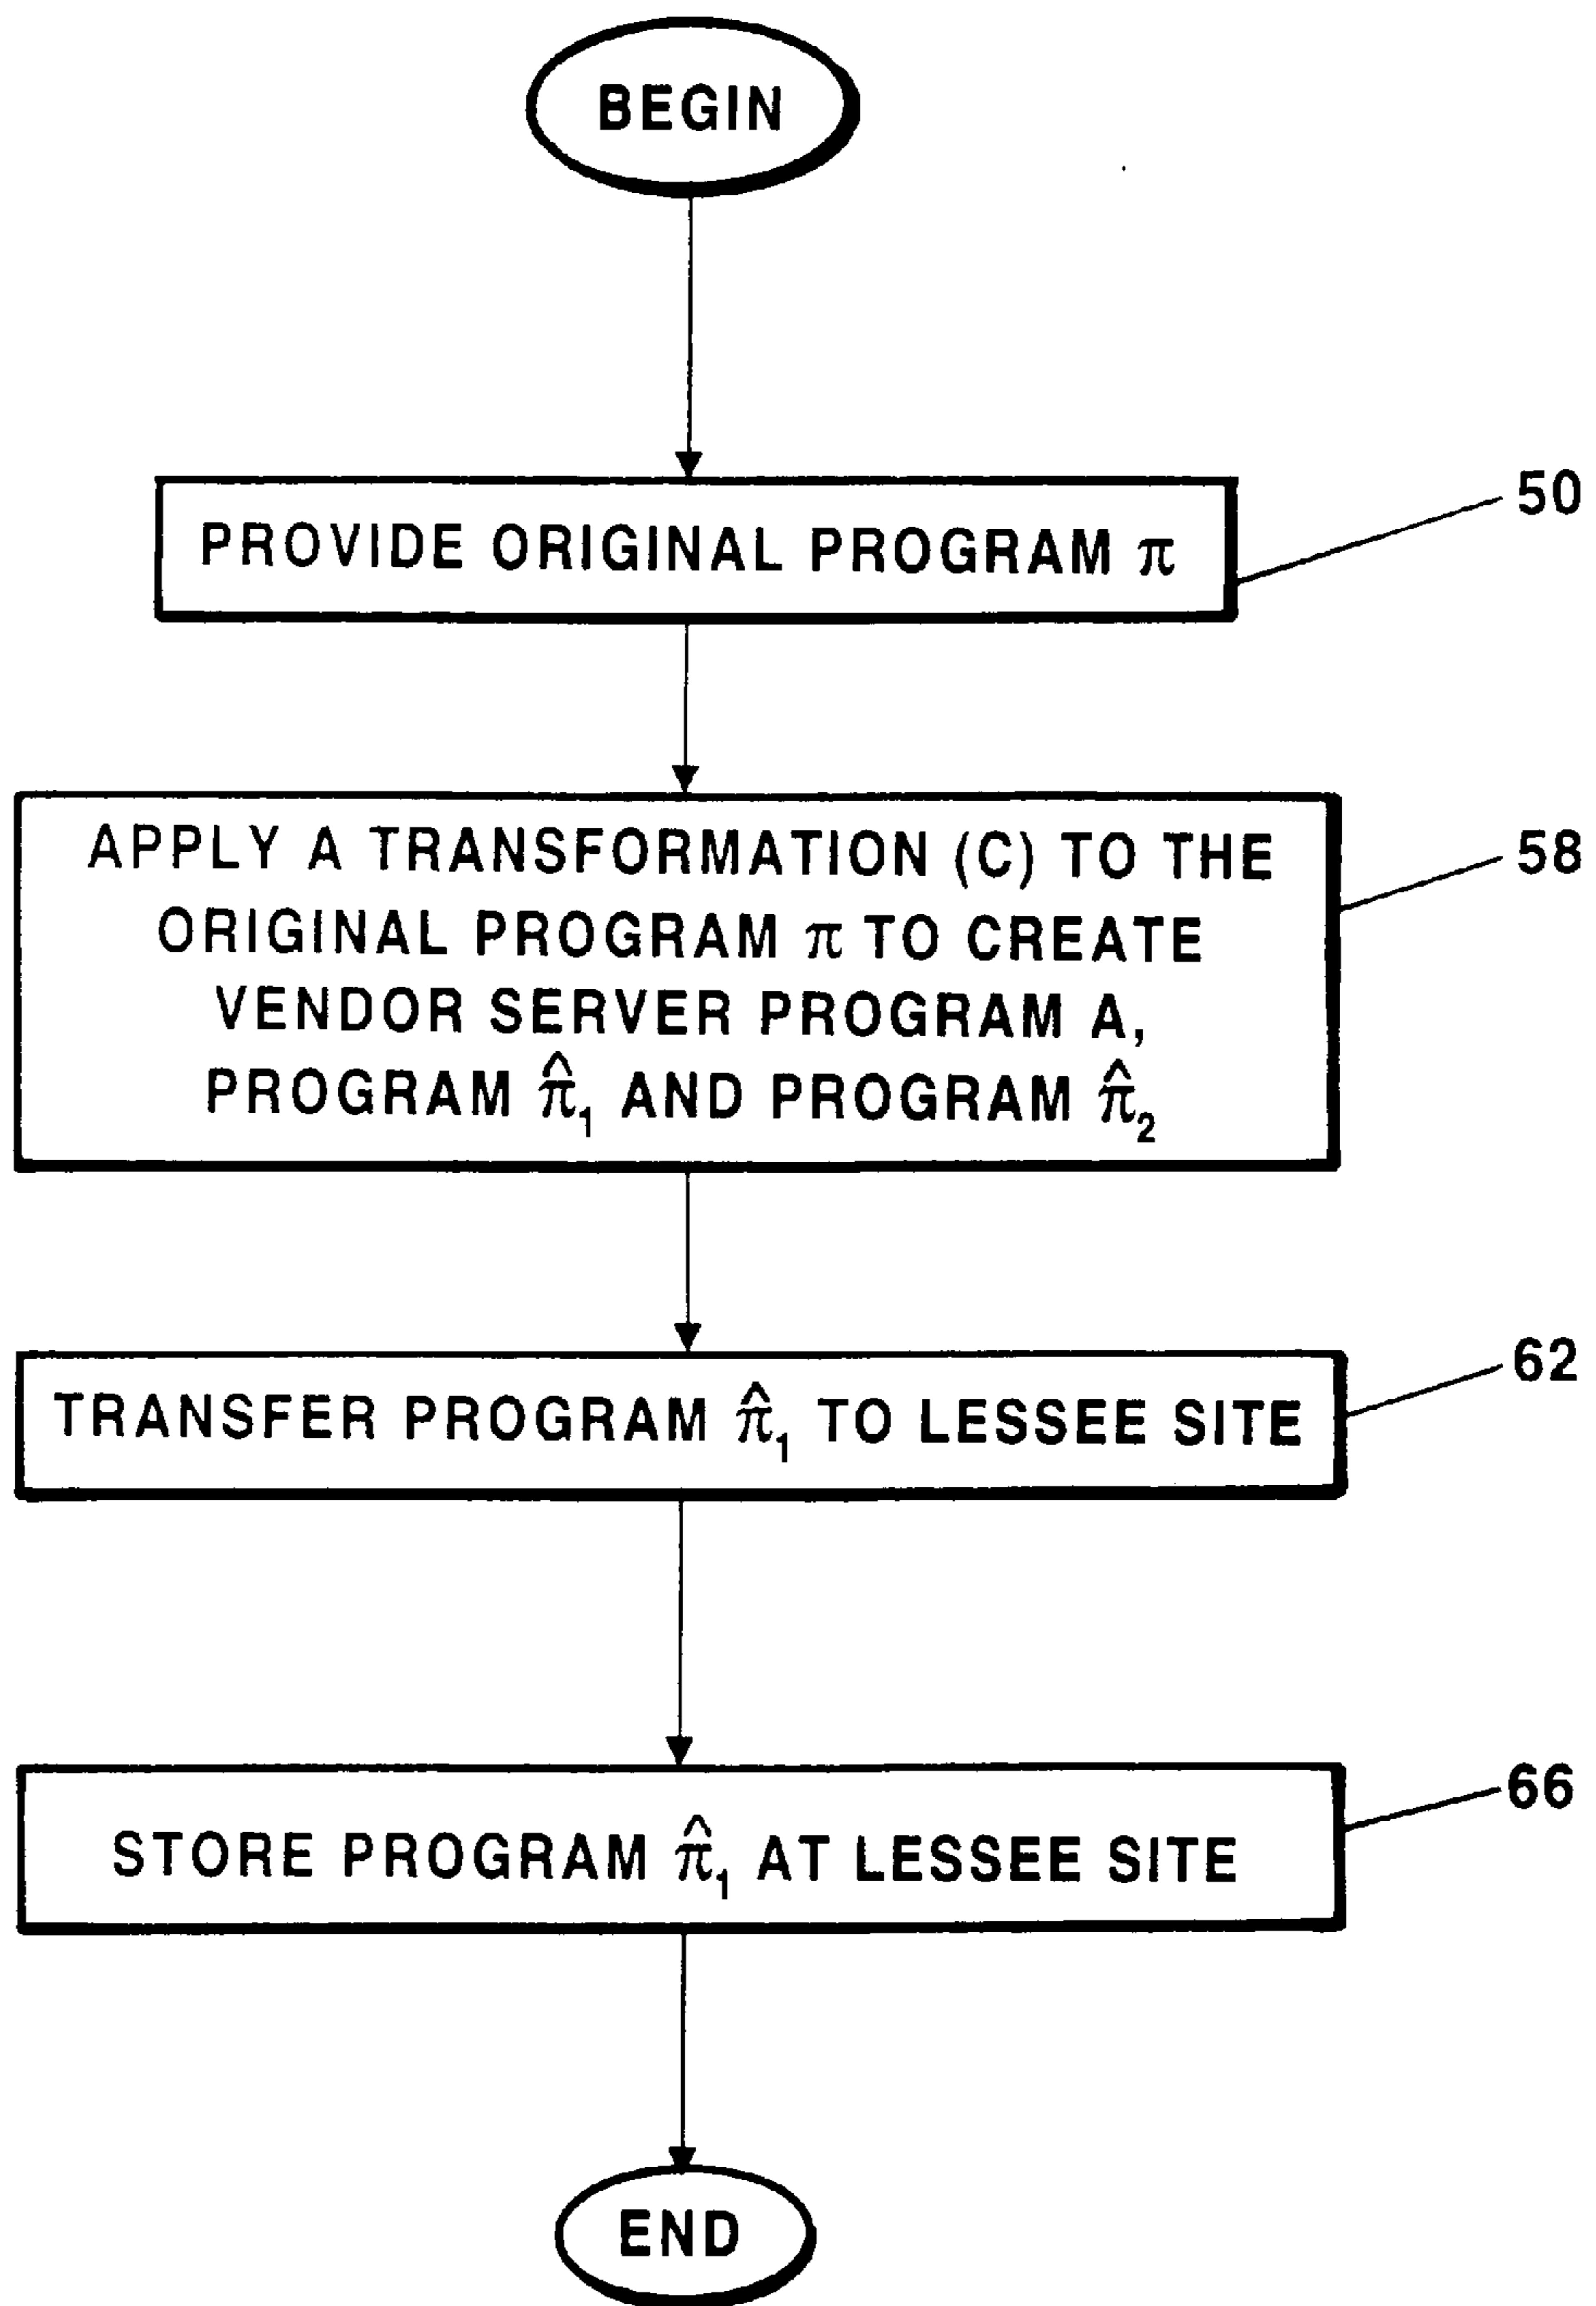 BEGIN
PROVIDE ORIGINAL PROGRAM π
50
APPLY A TRANSFORMATION (C) TO THE
ORIGINAL PROGRAM π TO CREATE
VENDOR SERVER PROGRAM A,
PROGRAM π̂₁ AND PROGRAM π̂₂
58
TRANSFER PROGRAM π̂₁ TO LESSEE SITE
62
STORE PROGRAM π̂₁ AT LESSEE SITE
66
END